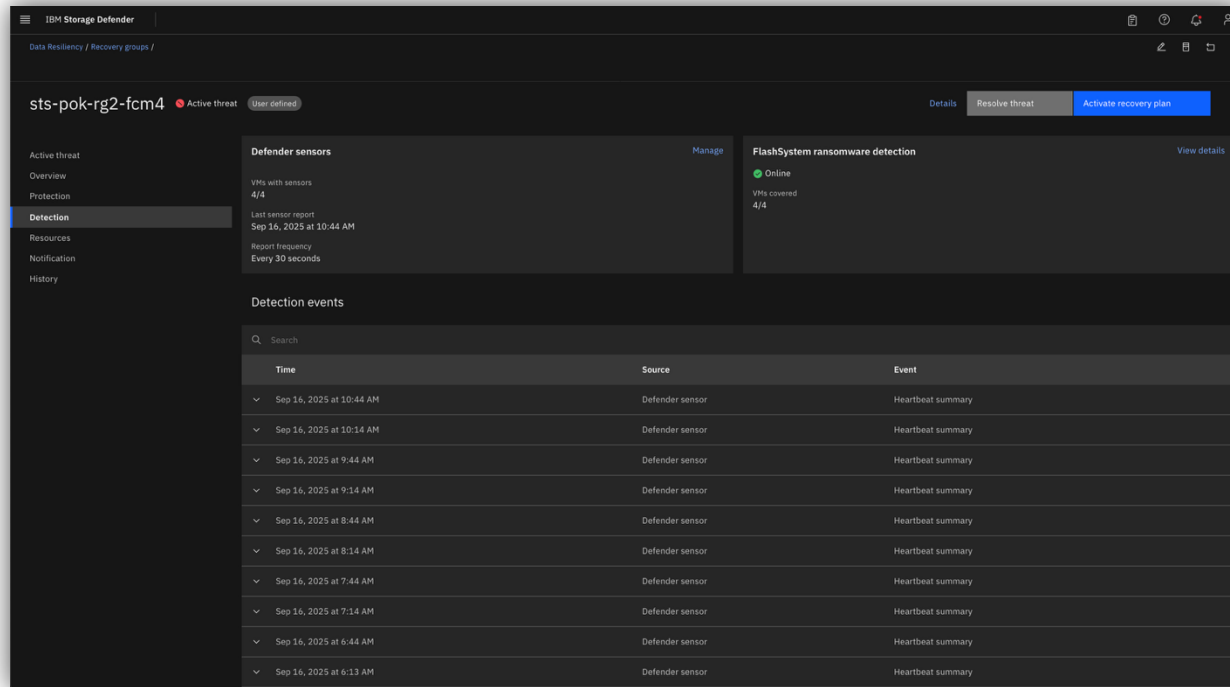 IBM Storage Defender
Data Resiliency / Recovery groups /
sts-pok-rg2-fcm4 Active threat User defined Details Resolve threat Activate recovery plan
Active threat
Overview
Protection
Detection
Resources
Notification
History
Defender sensors Manage
VMs with sensors
4/4
Last sensor report
Sep 16, 2025 at 10:44 AM
Report frequency
Every 30 seconds
FlashSystem ransomware detection View details
Online
VMs covered
4/4
Detection events
Search
Time Source Event
Sep 16, 2025 at 10:44 AM Defender sensor Heartbeat summary
Sep 16, 2025 at 10:14 AM Defender sensor Heartbeat summary
Sep 16, 2025 at 9:44 AM Defender sensor Heartbeat summary
Sep 16, 2025 at 9:14 AM Defender sensor Heartbeat summary
Sep 16, 2025 at 8:44 AM Defender sensor Heartbeat summary
Sep 16, 2025 at 8:14 AM Defender sensor Heartbeat summary
Sep 16, 2025 at 7:44 AM Defender sensor Heartbeat summary
Sep 16, 2025 at 7:14 AM Defender sensor Heartbeat summary
Sep 16, 2025 at 6:44 AM Defender sensor Heartbeat summary
Sep 16, 2025 at 6:13 AM Defender sensor Heartbeat summary